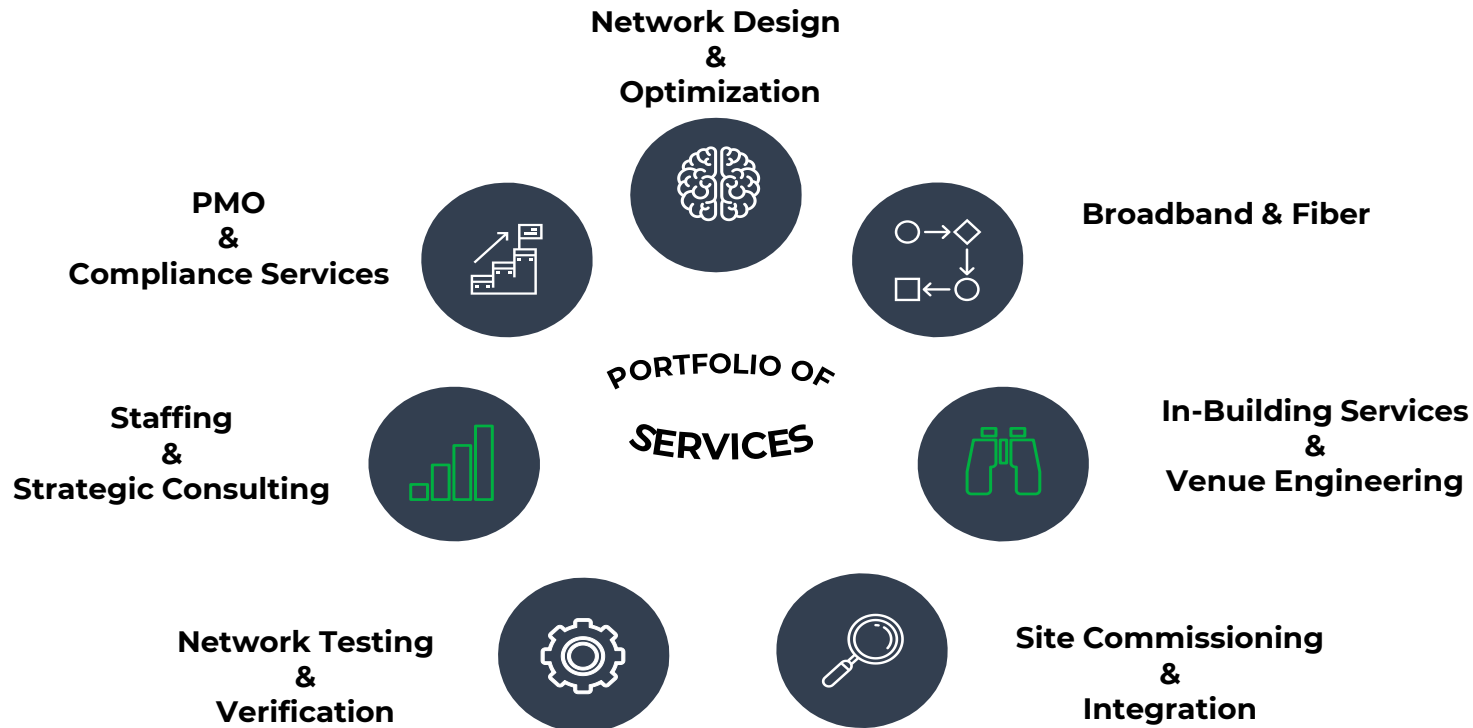 Network Design
&
Optimization
PMO
&
Compliance Services
Broadband & Fiber
PORTFOLIO OF
SERVICES
Staffing
&
Strategic Consulting
In-Building Services
&
Venue Engineering
Network Testing
&
Verification
Site Commissioning
&
Integration